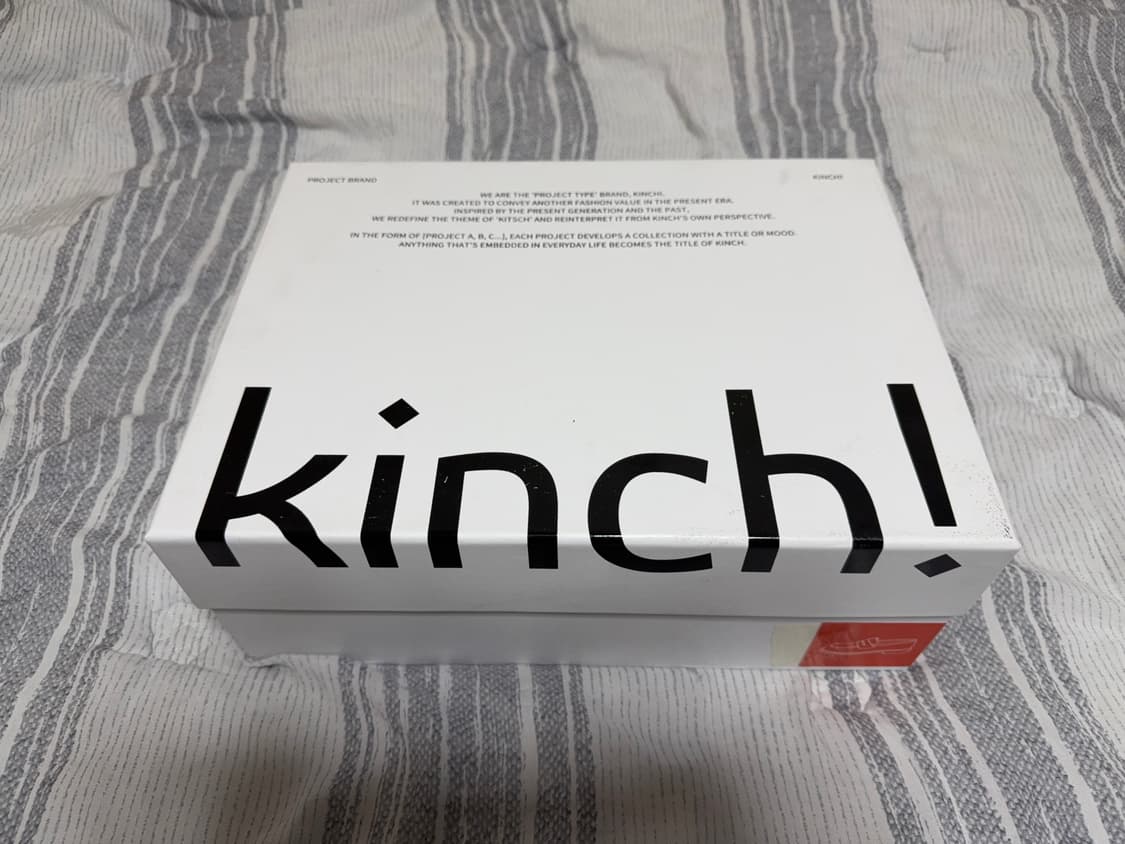 PROJECT BRAND
KINCH!
WE ARE THE 'PROJECT TYPE' BRAND, KINCH!.
IT WAS CREATED TO CONVEY ANOTHER FASHION VALUE IN THE PRESENT ERA.
INSPIRED BY THE PRESENT GENERATION AND THE PAST,
WE REDEFINE THE THEME OF 'KITSCH' AND REINTERPRET IT FROM KINCH'S OWN PERSPECTIVE.
IN THE FORM OF [PROJECT A, B, C...], EACH PROJECT DEVELOPS A COLLECTION WITH A TITLE OR MOOD.
ANYTHING THAT'S EMBEDDED IN EVERYDAY LIFE BECOMES THE TITLE OF KINCH.
kinch!